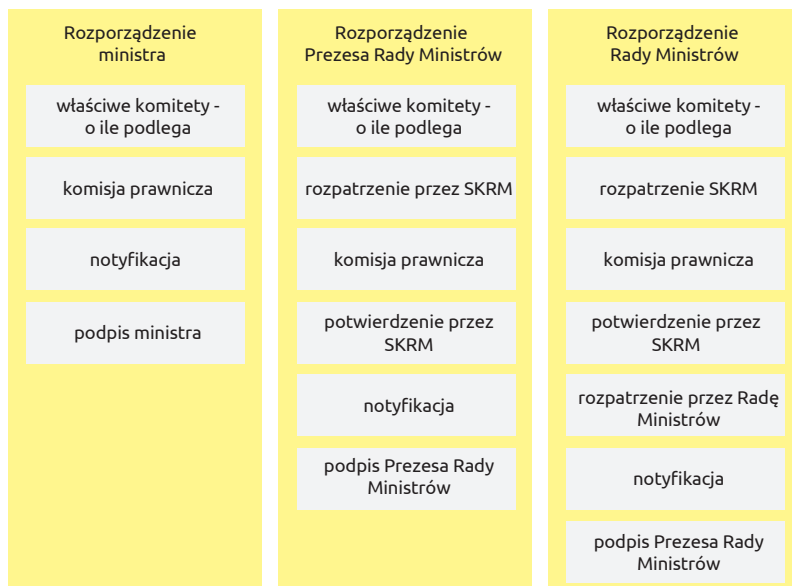 Rozporządzenie
ministra
właściwe komitety -
o ile podlega
komisja prawnicza
notyfikacja
podpis ministra
Rozporządzenie
Prezesa Rady Ministrów
właściwe komitety -
o ile podlega
rozpatrzenie przez SKRM
komisja prawnicza
potwierdzenie przez
SKRM
notyfikacja
podpis Prezesa Rady
Ministrów
Rozporządzenie
Rady Ministrów
właściwe komitety -
o ile podlega
rozpatrzenie SKRM
komisja prawnicza
potwierdzenie przez
SKRM
rozpatrzenie przez Radę
Ministrów
notyfikacja
podpis Prezesa Rady
Ministrów